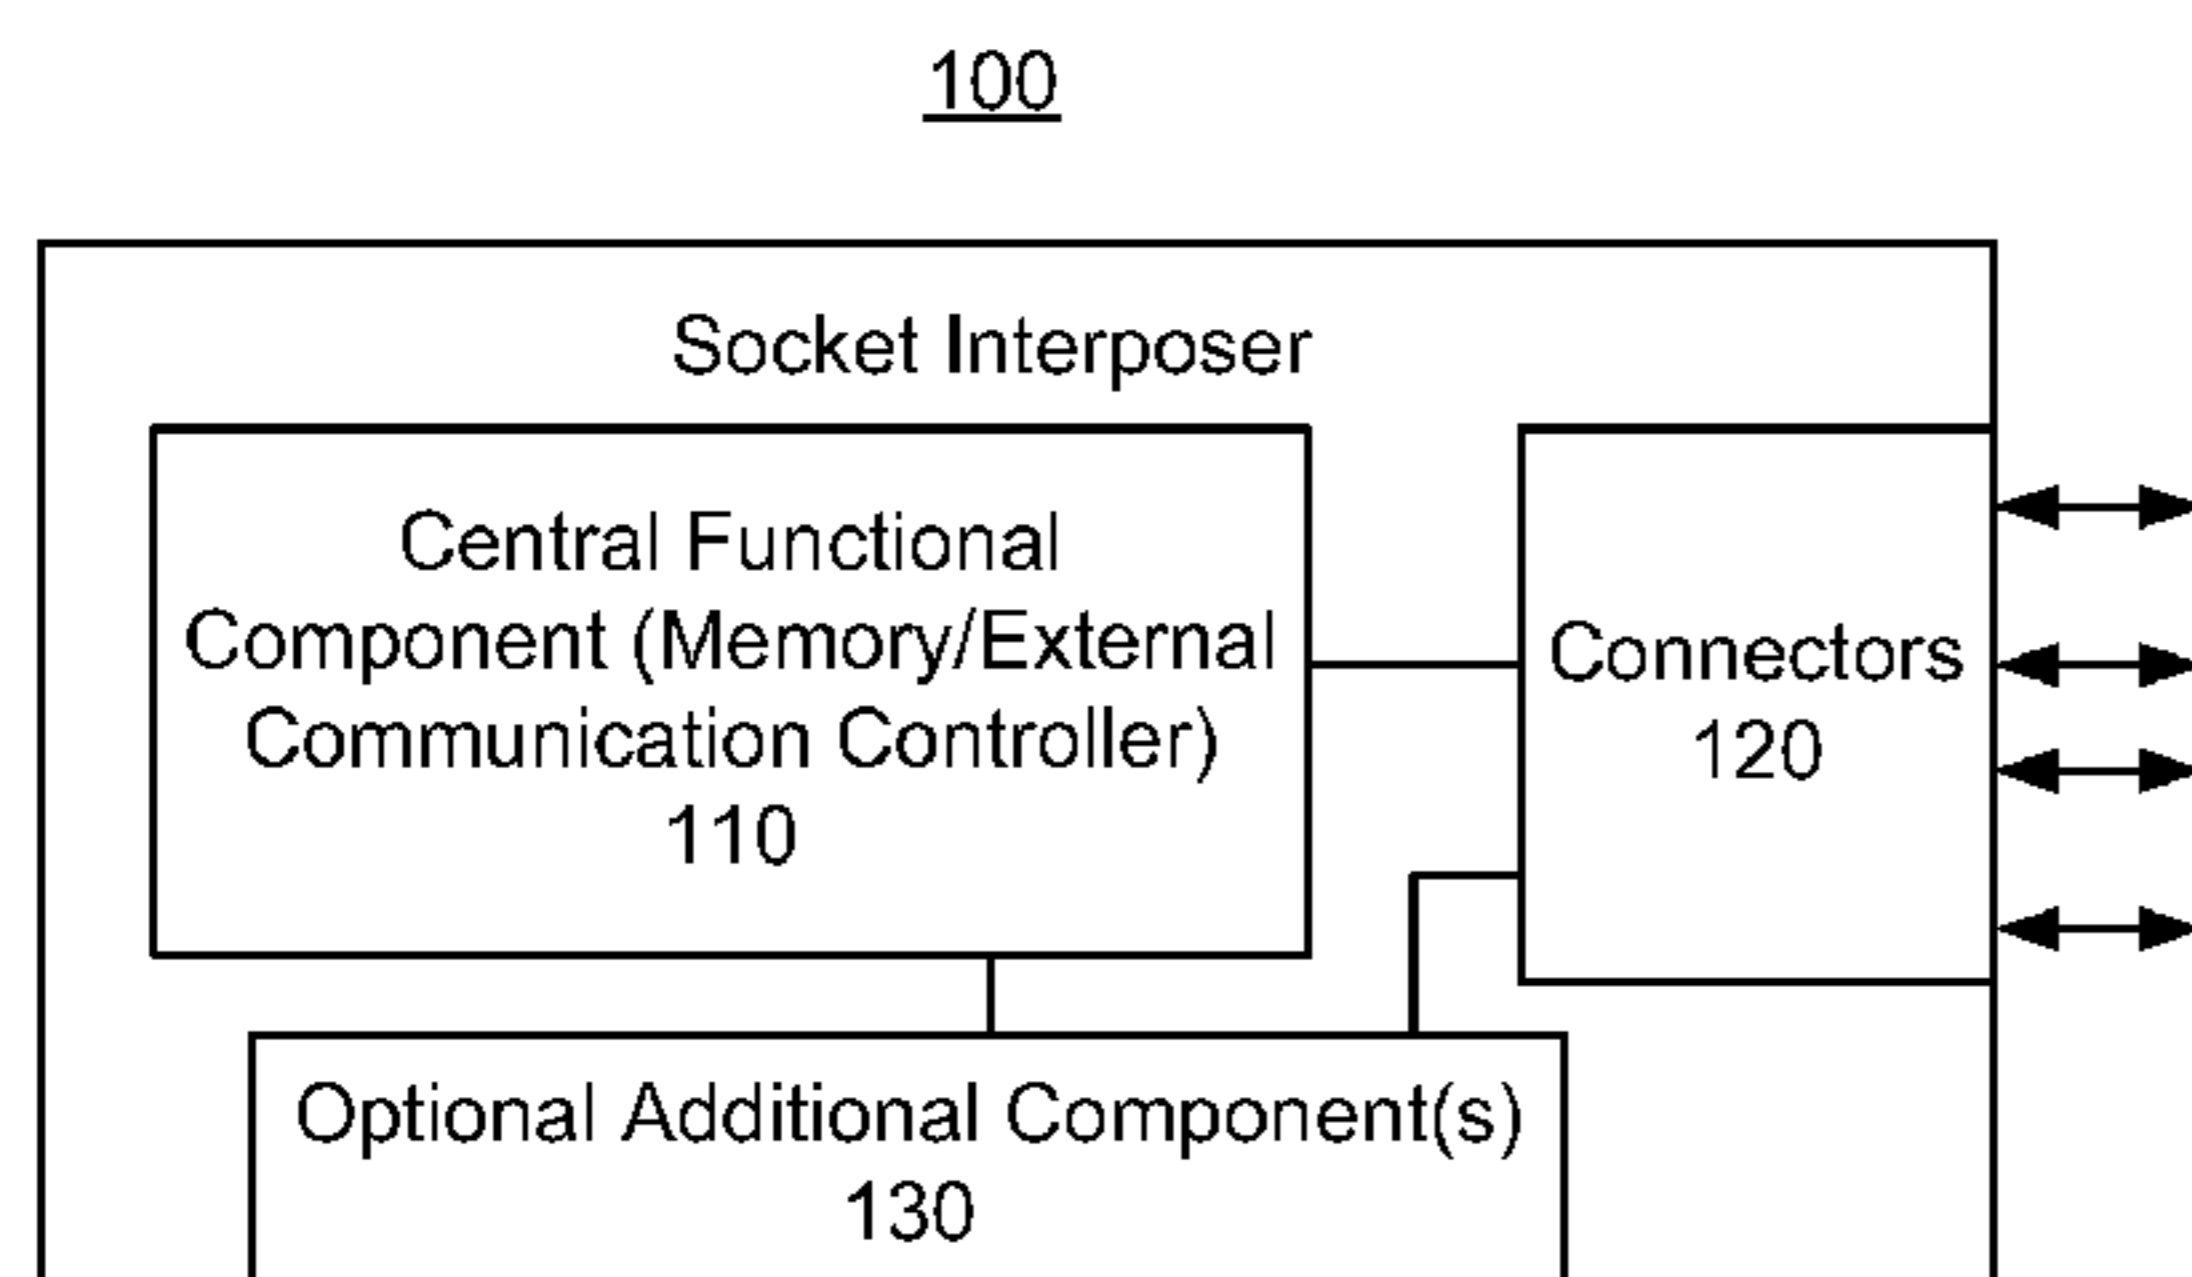 100
Socket Interposer
Central Functional
Component (Memory/External
Communication Controller)
110
Connectors
120
Optional Additional Component(s)
130